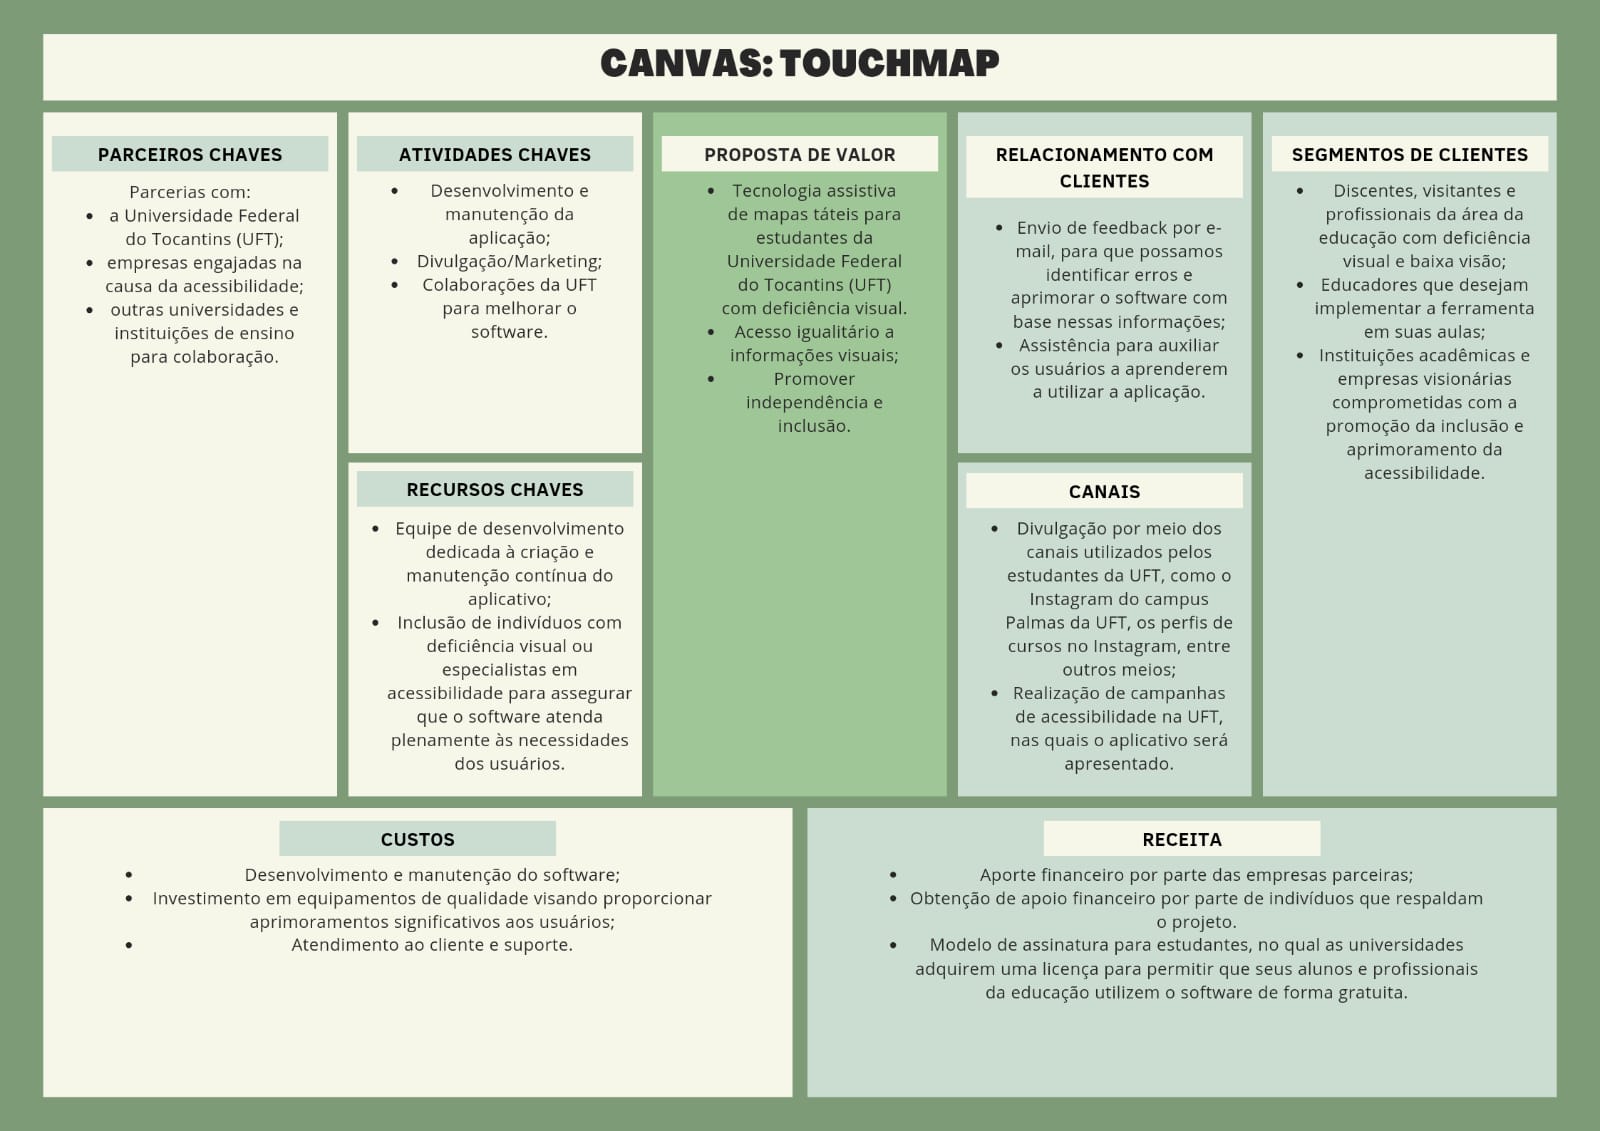 CANVAS: TOUCHMAP
PARCEIROS CHAVES
Parcerias com:
• a Universidade Federal
do Tocantins (UFT);
• empresas engajadas na
causa da acessibilidade;
• outras universidades e
instituições de ensino
para colaboração.
ATIVIDADES CHAVES
• Desenvolvimento e
manutenção da
aplicação;
• Divulgação/Marketing;
• Colaborações da UFT
para melhorar o
software.
RECURSOS CHAVES
• Equipe de desenvolvimento
dedicada à criação e
manutenção contínua do
aplicativo;
• Inclusão de indivíduos com
deficiência visual ou
especialistas em
acessibilidade para assegurar
que o software atenda
plenamente às necessidades
dos usuários.
PROPOSTA DE VALOR
• Tecnologia assistiva
de mapas táteis para
estudantes da
Universidade Federal
do Tocantins (UFT)
com deficiência visual.
• Acesso igualitário a
informações visuais;
• Promover
independência e
inclusão.
RELACIONAMENTO COM
CLIENTES
• Envio de feedback por e-
mail, para que possamos
identificar erros e
aprimorar o software com
base nessas informações;
• Assistência para auxiliar
os usuários a aprenderem
a utilizar a aplicação.
CANAIS
• Divulgação por meio dos
canais utilizados pelos
estudantes da UFT, como o
Instagram do campus
Palmas da UFT, os perfis de
cursos no Instagram, entre
outros meios;
• Realização de campanhas
de acessibilidade na UFT,
nas quais o aplicativo será
apresentado.
SEGMENTOS DE CLIENTES
• Discentes, visitantes e
profissionais da área da
educação com deficiência
visual e baixa visão;
• Educadores que desejam
implementar a ferramenta
em suas aulas;
• Instituições acadêmicas e
empresas visionárias
comprometidas com a
promoção da inclusão e
aprimoramento da
acessibilidade.
CUSTOS
• Desenvolvimento e manutenção do software;
• Investimento em equipamentos de qualidade visando proporcionar
aprimoramentos significativos aos usuários;
• Atendimento ao cliente e suporte.
RECEITA
• Aporte financeiro por parte das empresas parceiras;
• Obtenção de apoio financeiro por parte de indivíduos que respaldam
o projeto.
• Modelo de assinatura para estudantes, no qual as universidades
adquirem uma licença para permitir que seus alunos e profissionais
da educação utilizem o software de forma gratuita.